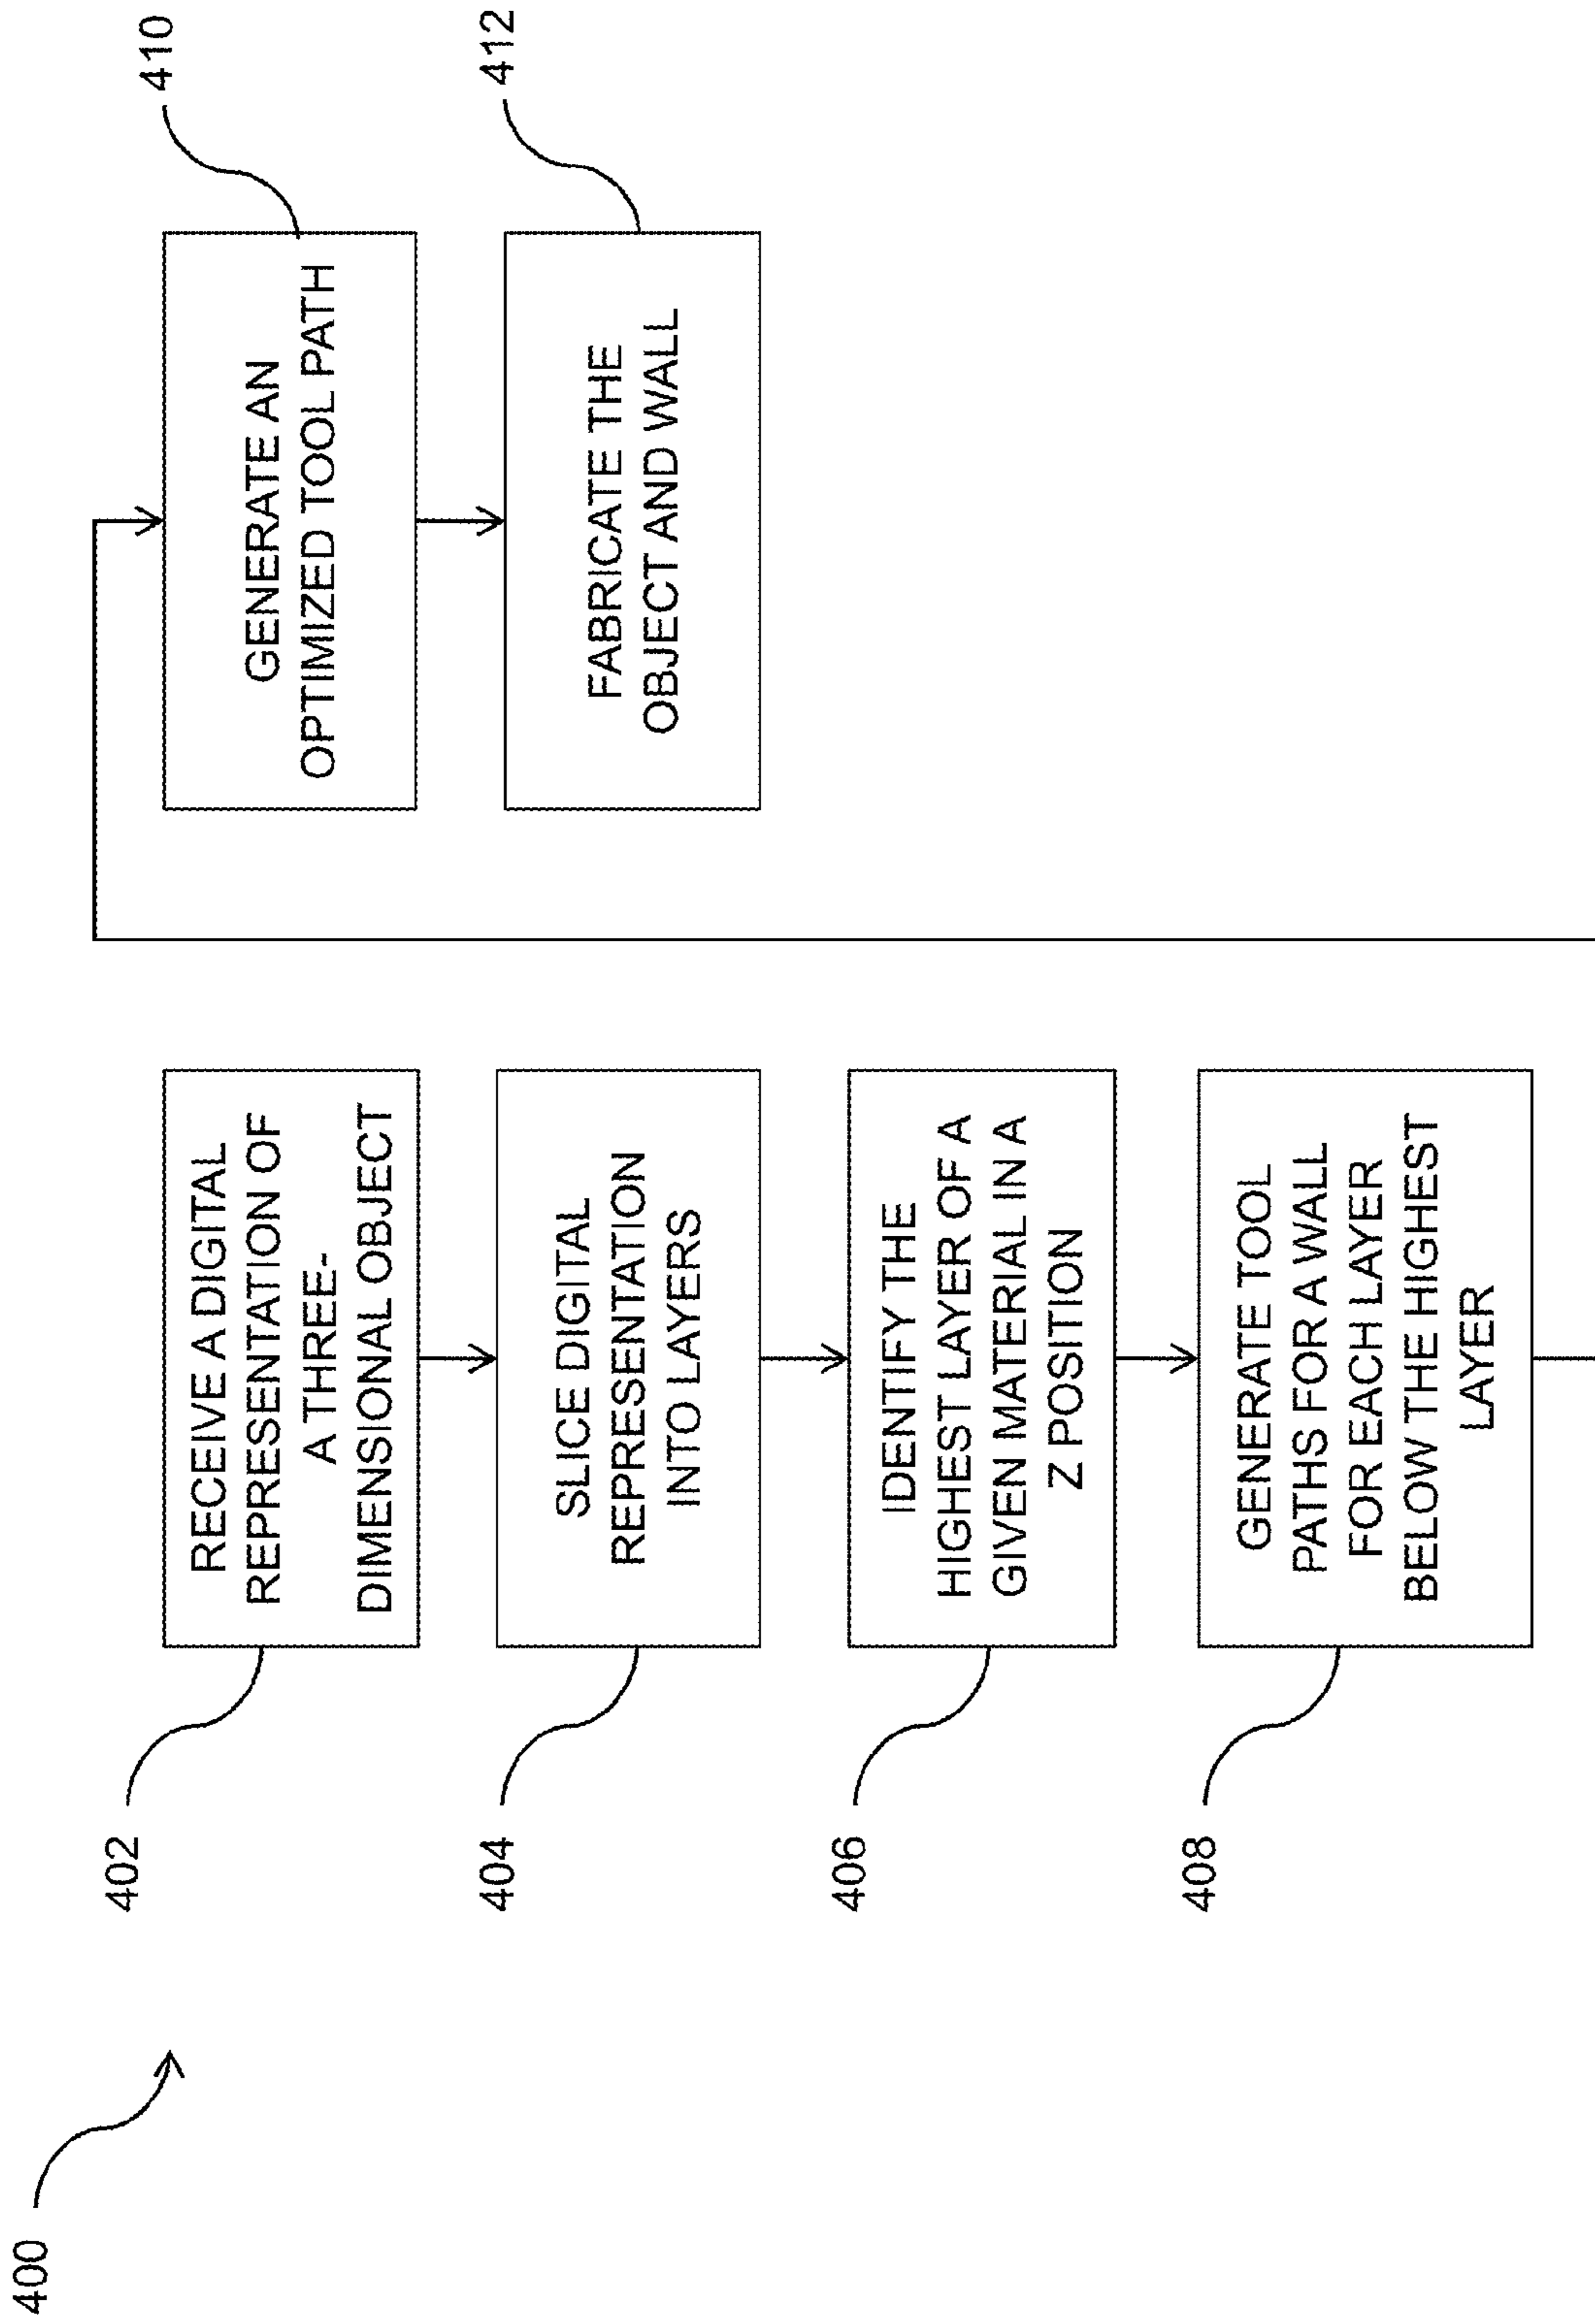 400
402
RECEIVE A DIGITAL
REPRESENTATION OF
A THREE-
DIMENSIONAL OBJECT
404
SLICE DIGITAL
REPRESENTATION
INTO LAYERS
406
IDENTIFY THE
HIGHEST LAYER OF A
GIVEN MATERIAL IN A
Z POSITION
408
GENERATE TOOL
PATHS FOR A WALL
FOR EACH LAYER
BELOW THE HIGHEST
LAYER
410
GENERATE AN
OPTIMIZED TOOL PATH
412
FABRICATE THE
OBJECT AND WALL